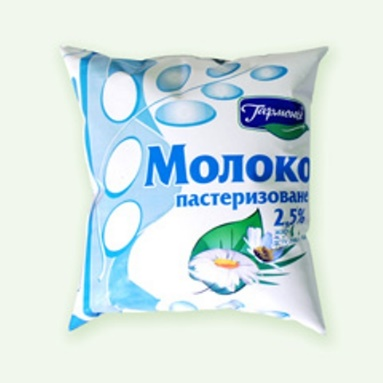 Гармонія
Молоко
пастеризоване
2,5%